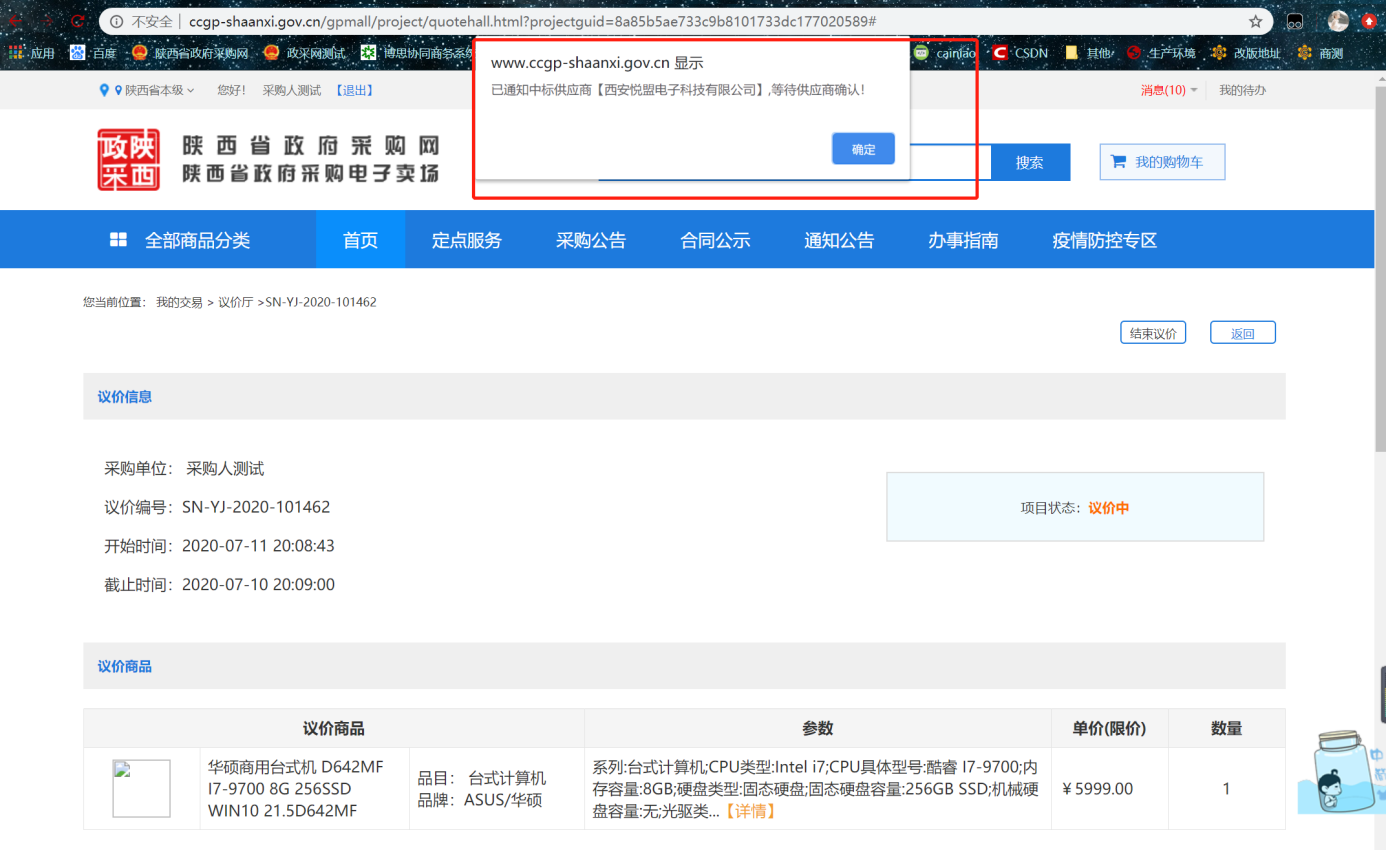 不安全 ccgp-shaanxi.gov.cn/gpmall/project/quotehall.html?projectguid=8a85b5ae733c9b8101733dc177020589#
应用 百度 陕西省政府采购网 政采网测试 博思协同商务系统 cainiao CSDN 其他 生产环境 改版地址 商测
www.ccgp-shaanxi.gov.cn 显示
已通知中标供应商【西安悦盟电子科技有限公司】,等待供应商确认!
确定
陕西省本级 您好! 采购人测试 【退出】 消息(10) 我的待办
政陕采西
陕西省政府采购网
陕西省政府采购电子卖场
搜索 我的购物车
全部商品分类 首页 定点服务 采购公告 合同公示 通知公告 办事指南 疫情防控专区
您当前位置: 我的交易 > 议价厅 >SN-YJ-2020-101462
结束议价 返回
议价信息
采购单位: 采购人测试
议价编号: SN-YJ-2020-101462
项目状态: 议价中
开始时间: 2020-07-11 20:08:43
截止时间: 2020-07-10 20:09:00
议价商品
议价商品 参数 单价(限价) 数量
华硕商用台式机 D642MF
I7-9700 8G 256SSD
WIN10 21.5D642MF
品目: 台式计算机
品牌: ASUS/华硕
系列:台式计算机;CPU类型:Intel i7;CPU具体型号:酷睿 I7-9700;内
存容量:8GB;硬盘类型:固态硬盘;固态硬盘容量:256GB SSD;机械硬
盘容量:无;光驱类...【详情】
¥ 5999.00
1